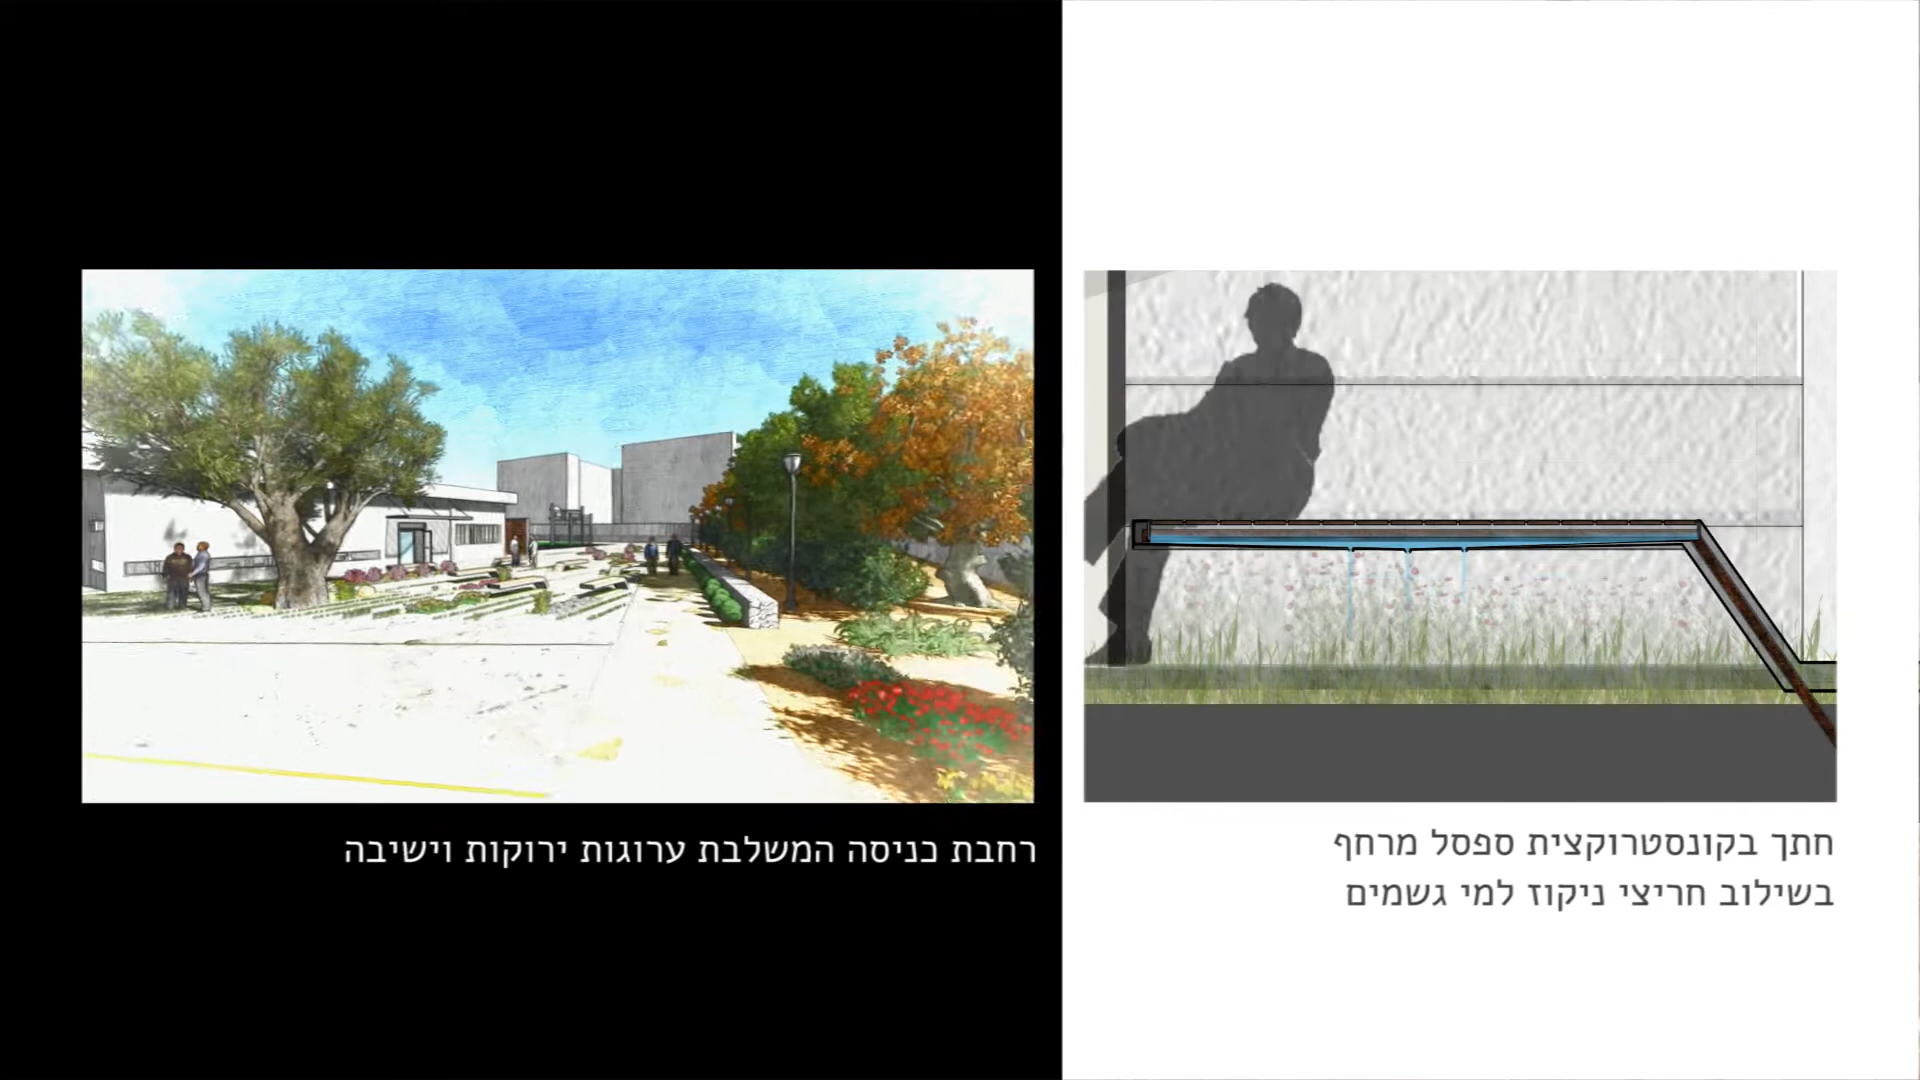 רחבת כניסה המשלבת ערוגות ירוקות וישיבה
חתך בקונסטרוקצית ספסל מרחף
בשילוב חריצי ניקוז למי גשמים